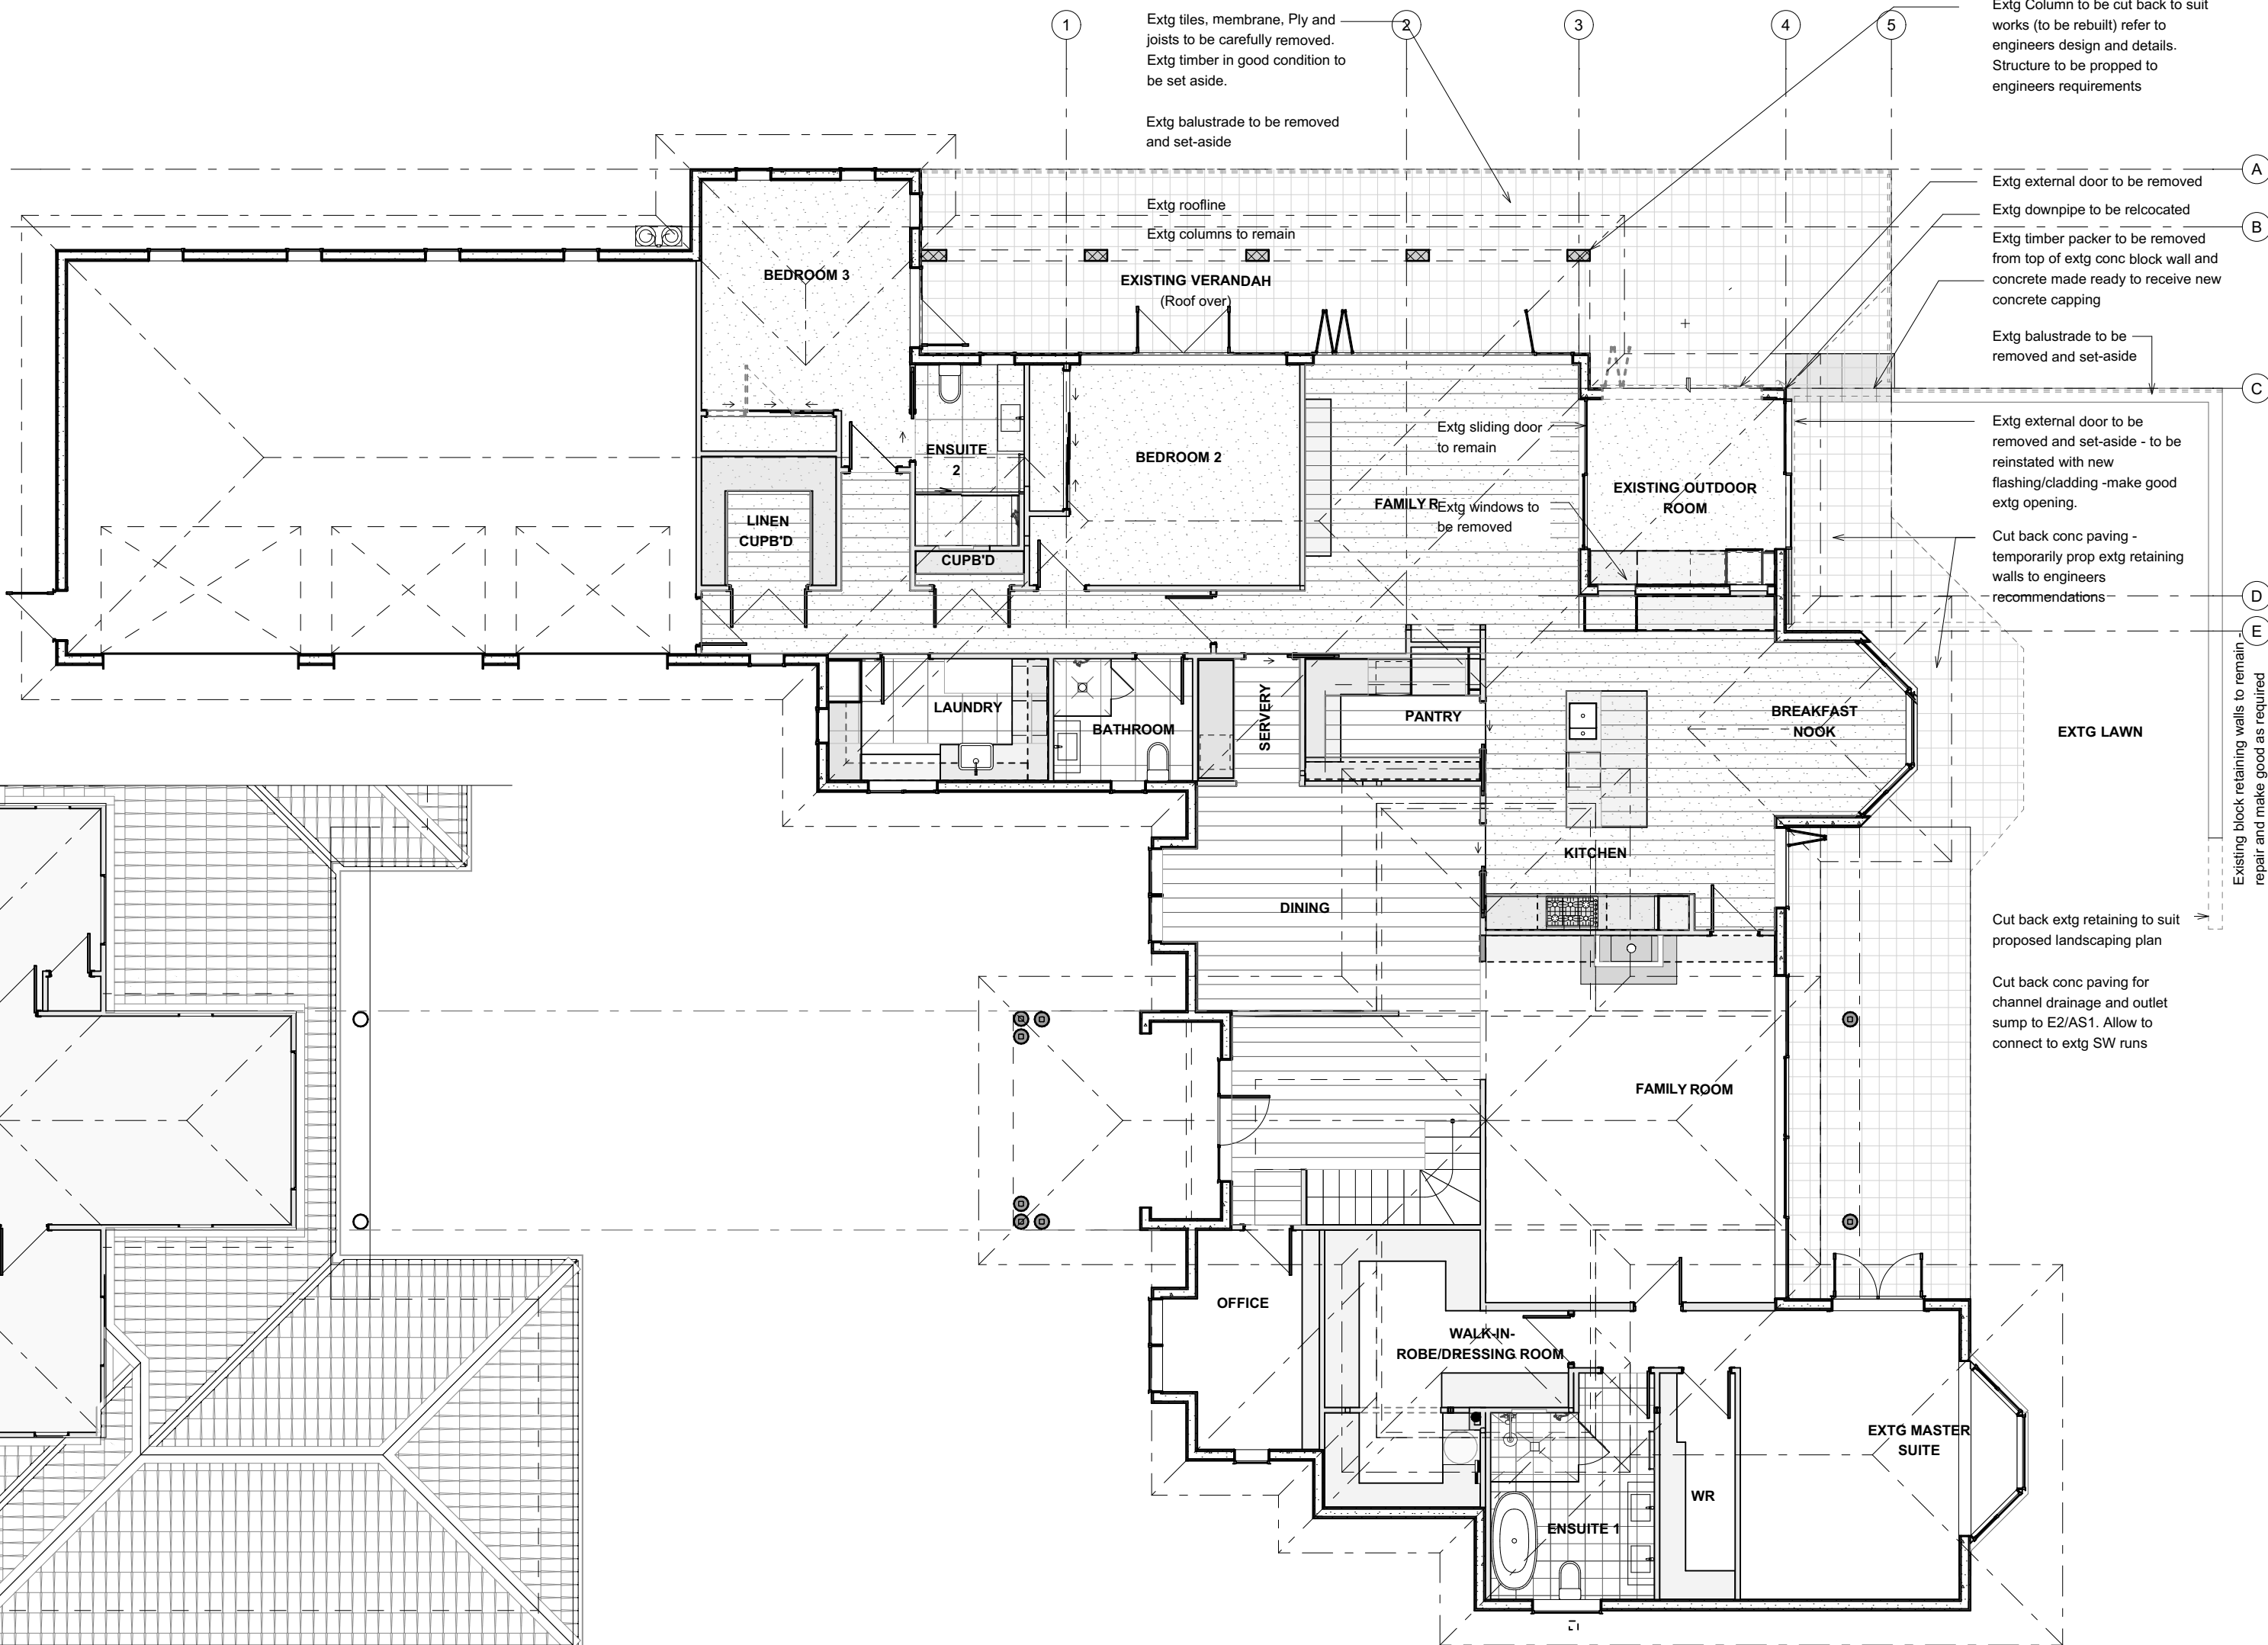 Extg tiles, membrane, Ply and
joists to be carefully removed.
Extg timber in good condition to
be set aside.
Extg balustrade to be removed
and set-aside
1
2
3
4
5
Extg Column to be cut back to suit
works (to be rebuilt) refer to
engineers design and details.
Structure to be propped to
engineers requirements
A
Extg external door to be removed
Extg downpipe to be relcocated
B
Extg timber packer to be removed
from top of extg conc block wall and
concrete made ready to receive new
concrete capping
Extg balustrade to be
removed and set-aside
C
Extg external door to be
removed and set-aside - to be
reinstated with new
flashing/cladding -make good
extg opening.
Cut back conc paving -
temporarily prop extg retaining
walls to engineers
recommendations
D
E
Extg roofline
Extg columns to remain
EXISTING VERANDAH
(Roof over)
BEDROOM 3
ENSUITE
2
BEDROOM 2
Extg sliding door
to remain
FAMILY R
Extg windows to
be removed
EXISTING OUTDOOR
ROOM
LINEN
CUPB'D
CUPB'D
LAUNDRY
BATHROOM
SERVERY
PANTRY
BREAKFAST
NOOK
EXTG LAWN
Existing block retaining walls to remain -
repair and make good as required
KITCHEN
DINING
Cut back extg retaining to suit
proposed landscaping plan
Cut back conc paving for
channel drainage and outlet
sump to E2/AS1. Allow to
connect to extg SW runs
FAMILY ROOM
OFFICE
WALK-IN-
ROBE/DRESSING ROOM
EXTG MASTER
SUITE
WR
ENSUITE 1